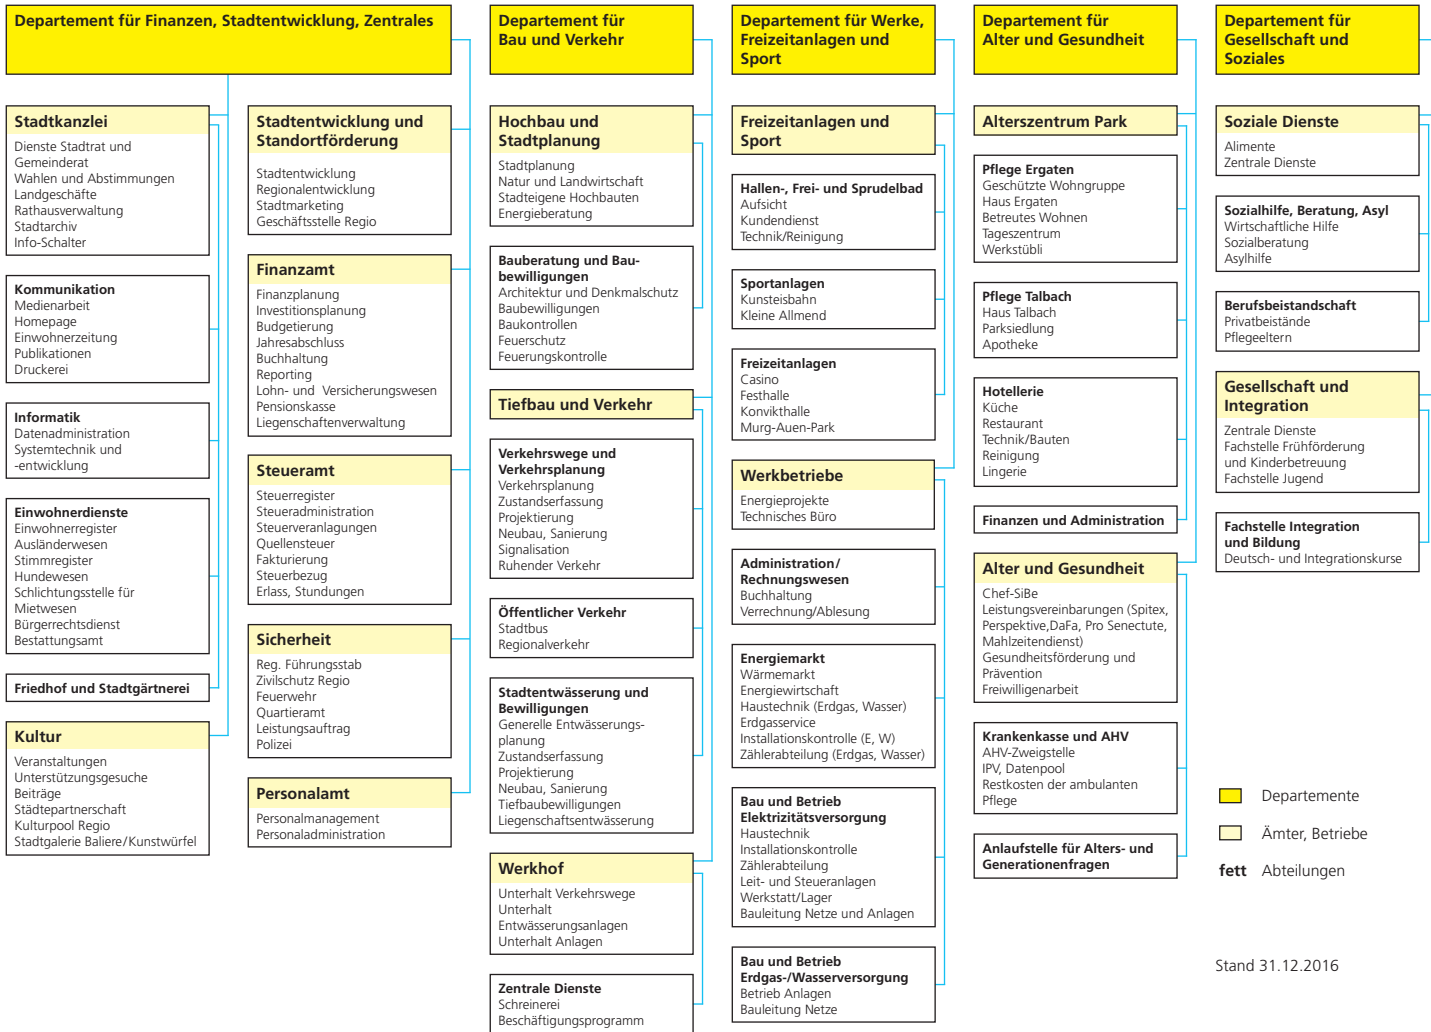 Departement für Finanzen, Stadtentwicklung, Zentrales
Stadtkanzlei
Dienste Stadtrat und
Gemeinderat
Wahlen und Abstimmungen
Landgeschäfte
Rathausverwaltung
Stadtarchiv
Info-Schalter
Kommunikation
Medienarbeit
Homepage
Einwohnerzeitung
Publikationen
Druckerei
Informatik
Datenadministration
Systemtechnik und
-entwicklung
Einwohnerdienste
Einwohnerregister
Ausländerwesen
Stimmregister
Hundewesen
Schlichtungsstelle für
Mietwesen
Bürgerrechtsdienst
Bestattungsamt
Friedhof und Stadtgärtnerei
Kultur
Veranstaltungen
Unterstützungsgesuche
Beiträge
Städtepartnerschaft
Kulturpool Regio
Stadtgalerie Baliere/Kunstwürfel
Stadtentwicklung und
Standortförderung
Stadtentwicklung
Regionalentwicklung
Stadtmarketing
Geschäftsstelle Regio
Finanzamt
Finanzplanung
Investitionsplanung
Budgetierung
Jahresabschluss
Buchhaltung
Reporting
Lohn- und Versicherungswesen
Pensionskasse
Liegenschaftenverwaltung
Steueramt
Steuerregister
Steueradministration
Steuerveranlagungen
Quellensteuer
Fakturierung
Steuerbezug
Erlass, Stundungen
Sicherheit
Reg. Führungsstab
Zivilschutz Regio
Feuerwehr
Quartieramt
Leistungsauftrag
Polizei
Personalamt
Personalmanagement
Personaladministration
Departement für
Bau und Verkehr
Hochbau und
Stadtplanung
Stadtplanung
Natur und Landwirtschaft
Stadteigene Hochbauten
Energieberatung
Bauberatung und Bau-
bewilligungen
Architektur und Denkmalschutz
Baubewilligungen
Baukontrollen
Feuerschutz
Feuerungskontrolle
Tiefbau und Verkehr
Verkehrswege und
Verkehrsplanung
Verkehrsplanung
Zustandserfassung
Projektierung
Neubau, Sanierung
Signalisation
Ruhender Verkehr
Öffentlicher Verkehr
Stadtbus
Regionalverkehr
Stadtentwässerung und
Bewilligungen
Generelle Entwässerungs-
planung
Zustandserfassung
Projektierung
Neubau, Sanierung
Tiefbaubewilligungen
Liegenschaftsentwässerung
Werkhof
Unterhalt Verkehrswege
Unterhalt
Entwässerungsanlagen
Unterhalt Anlagen
Zentrale Dienste
Schreinerei
Beschäftigungsprogramm
Departement für Werke,
Freizeitanlagen und
Sport
Freizeitanlagen und
Sport
Hallen-, Frei- und Sprudelbad
Aufsicht
Kundendienst
Technik/Reinigung
Sportanlagen
Kunsteisbahn
Kleine Allmend
Freizeitanlagen
Casino
Festhalle
Konvikthalle
Murg-Auen-Park
Werkbetriebe
Energieprojekte
Technisches Büro
Administration/
Rechnungswesen
Buchhaltung
Verrechnung/Ablesung
Energiemarkt
Wärmemarkt
Energiewirtschaft
Haustechnik (Erdgas, Wasser)
Erdgasservice
Installationskontrolle (E, W)
Zählerabteilung (Erdgas, Wasser)
Bau und Betrieb
Elektrizitätsversorgung
Haustechnik
Installationskontrolle
Zählerabteilung
Leit- und Steueranlagen
Werkstatt/Lager
Bauleitung Netze und Anlagen
Bau und Betrieb
Erdgas-/Wasserversorgung
Betrieb Anlagen
Bauleitung Netze
Departement für
Alter und Gesundheit
Alterszentrum Park
Pflege Ergaten
Geschützte Wohngruppe
Haus Ergaten
Betreutes Wohnen
Tageszentrum
Werkstübli
Pflege Talbach
Haus Talbach
Parksiedlung
Apotheke
Hotellerie
Küche
Restaurant
Technik/Bauten
Reinigung
Lingerie
Finanzen und Administration
Alter und Gesundheit
Chef-SiBe
Leistungsvereinbarungen (Spitex,
Perspektive,DaFa, Pro Senectute,
Mahlzeitendienst)
Gesundheitsförderung und
Prävention
Freiwilligenarbeit
Krankenkasse und AHV
AHV-Zweigstelle
IPV, Datenpool
Restkosten der ambulanten
Pflege
Anlaufstelle für Alters- und
Generationenfragen
Departement für
Gesellschaft und
Soziales
Soziale Dienste
Alimente
Zentrale Dienste
Sozialhilfe, Beratung, Asyl
Wirtschaftliche Hilfe
Sozialberatung
Asylhilfe
Berufsbeistandschaft
Privatbeistände
Pflegeeltern
Gesellschaft und
Integration
Zentrale Dienste
Fachstelle Frühförderung
und Kinderbetreuung
Fachstelle Jugend
Fachstelle Integration
und Bildung
Deutsch- und Integrationskurse
Departemente
Ämter, Betriebe
fett Abteilungen
Stand 31.12.2016